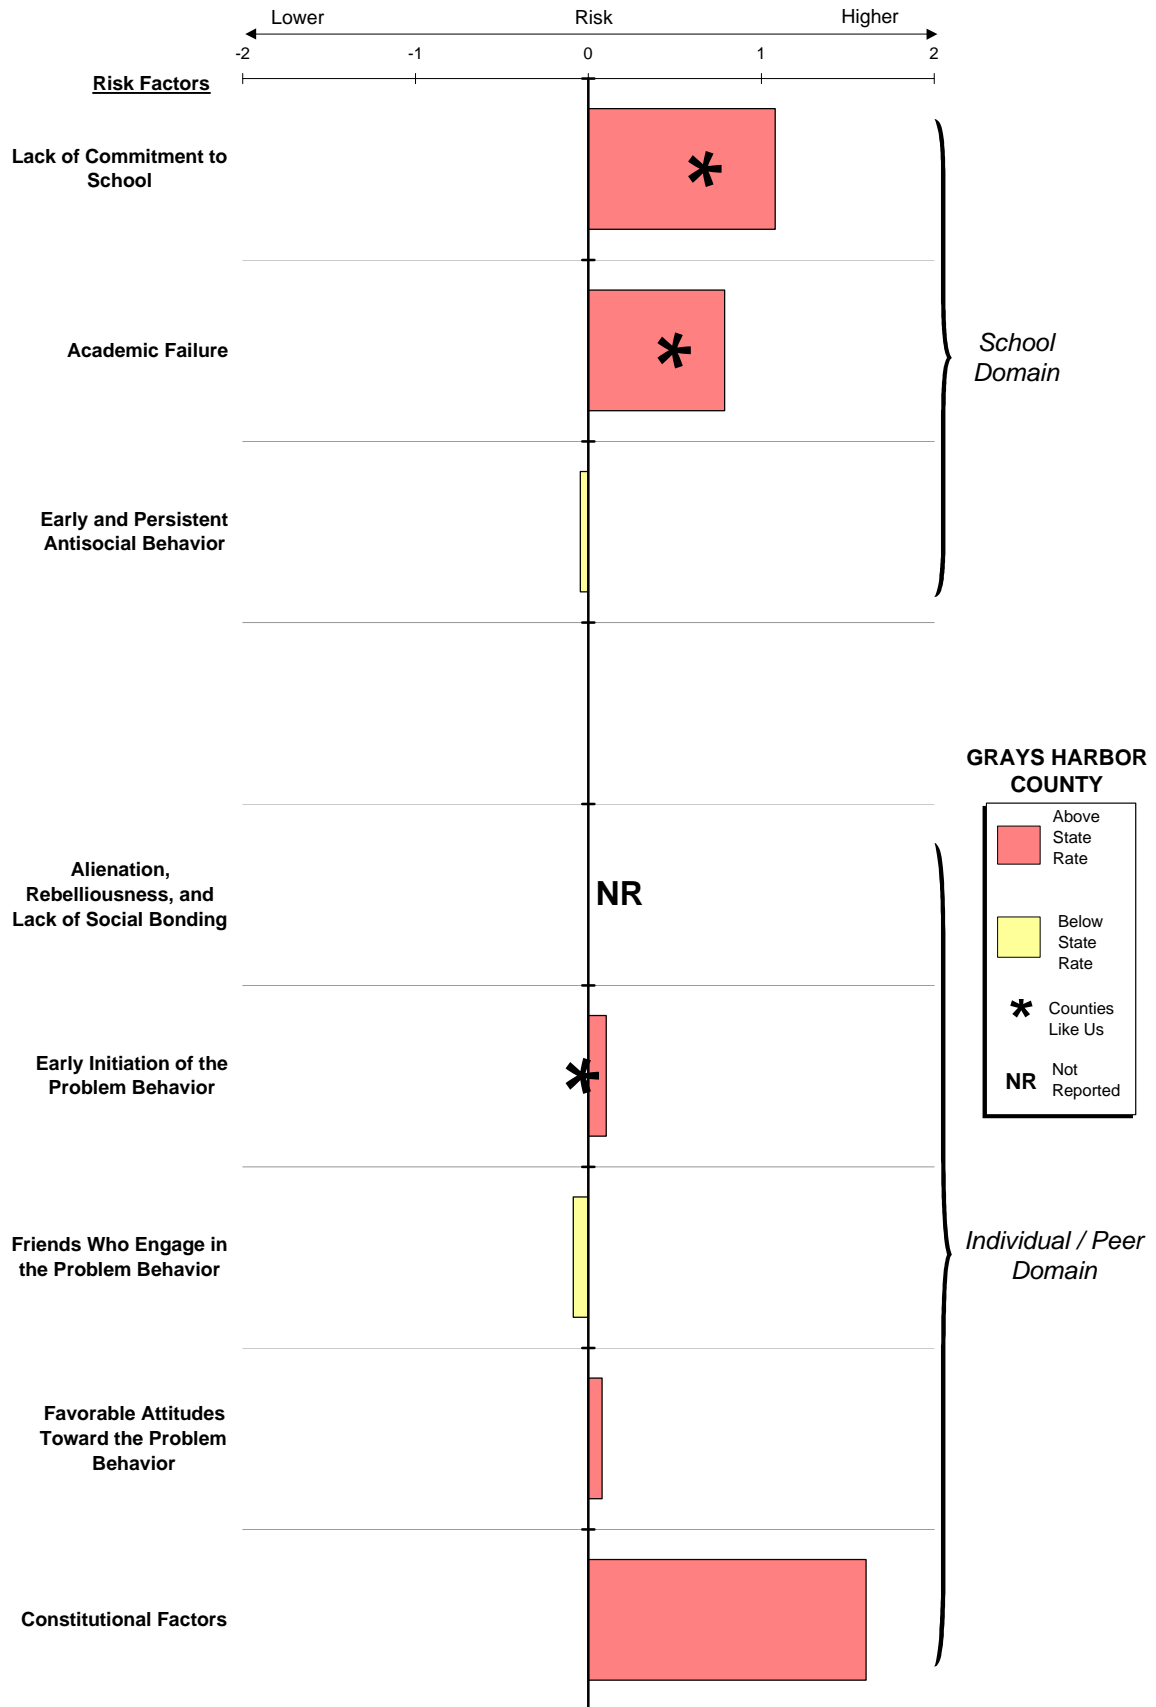 Lower Risk Higher
-2 -1 0 1 2
Risk Factors
Lack of Commitment to
School
*
Academic Failure
*
School
Domain
Early and Persistent
Antisocial Behavior
GRAYS HARBOR
COUNTY
Above
State
Rate
Below
State
Rate
*
Counties
Like Us
NR
Not
Reported
Alienation,
Rebelliousness, and
Lack of Social Bonding
NR
Early Initiation of the
Problem Behavior
*
Friends Who Engage in
the Problem Behavior
Individual / Peer
Domain
Favorable Attitudes
Toward the Problem
Behavior
Constitutional Factors